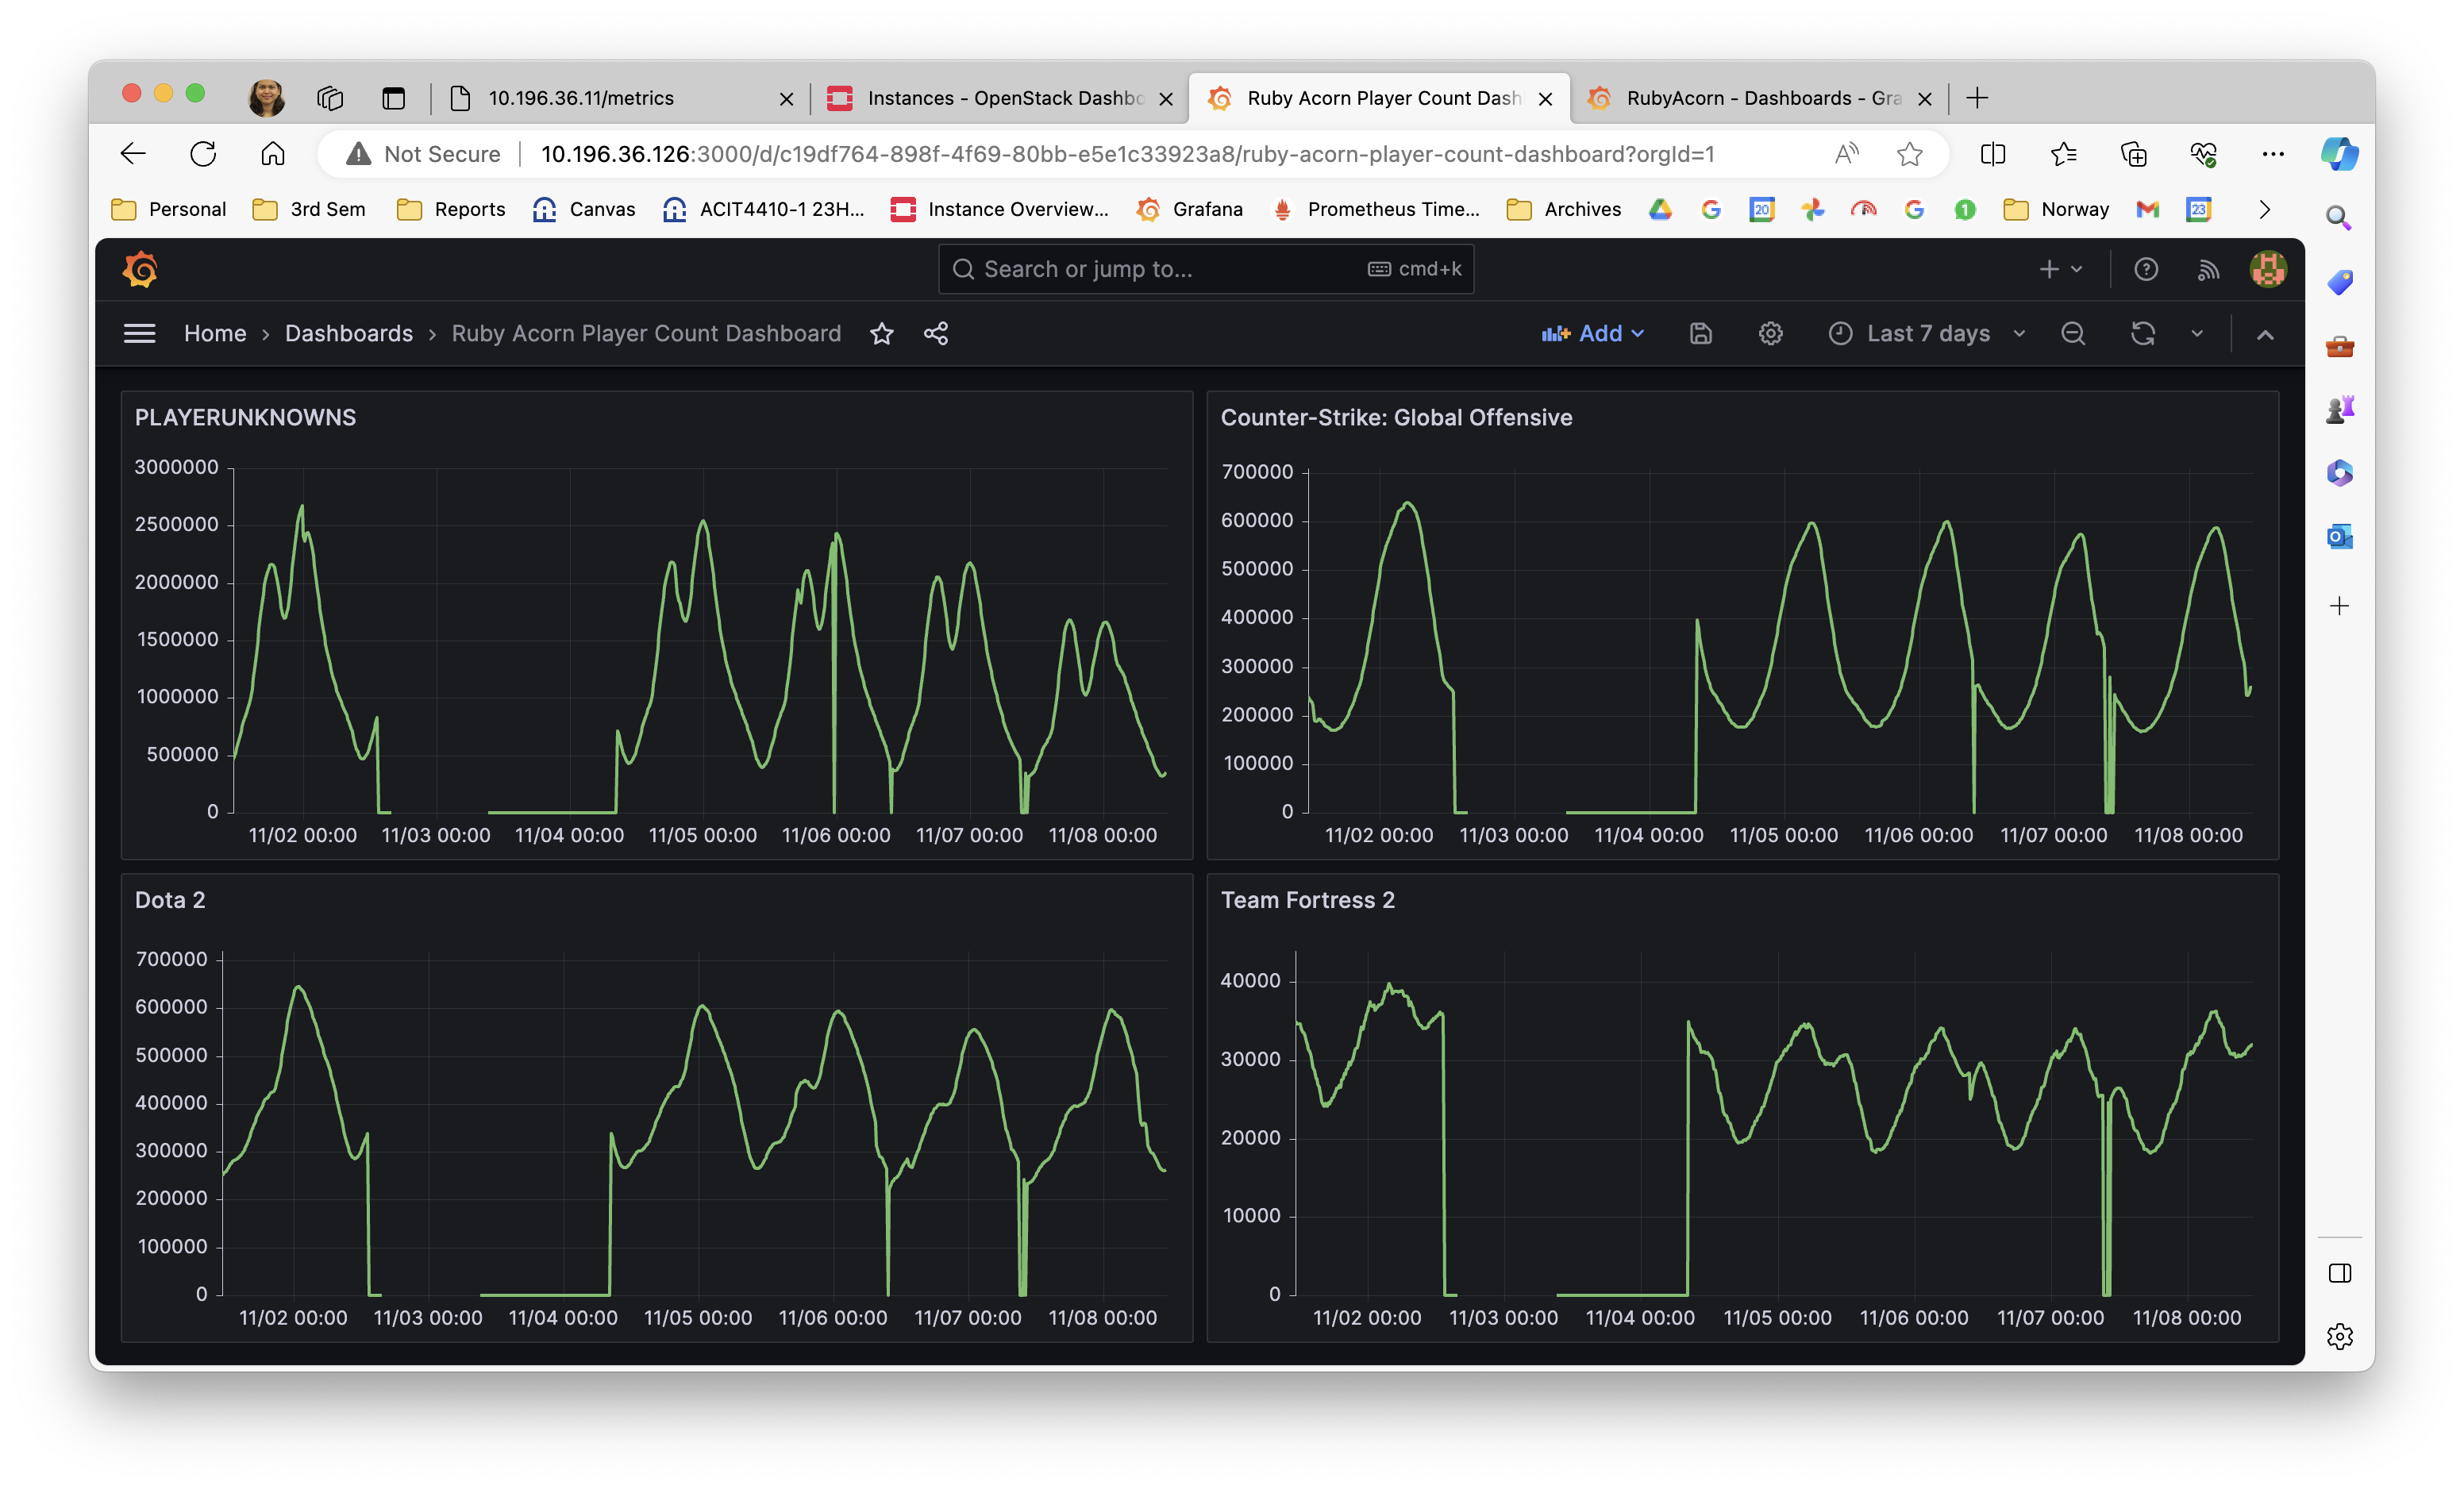 10.196.36.11/metrics
Instances - OpenStack Dashbo
Ruby Acorn Player Count Dash
RubyAcorn - Dashboards - Gra
Not Secure 10.196.36.126:3000/d/c19df764-898f-4f69-80bb-e5e1c33923a8/ruby-acorn-player-count-dashboard?orgId=1
Personal 3rd Sem Reports Canvas ACIT4410-1 23H... Instance Overview... Grafana Prometheus Time... Archives 20 1 Norway 23
Search or jump to... cmd+k
Home › Dashboards › Ruby Acorn Player Count Dashboard Add Last 7 days
PLAYERUNKNOWNS
3000000
2500000
2000000
1500000
1000000
500000
0
11/02 00:00 11/03 00:00 11/04 00:00 11/05 00:00 11/06 00:00 11/07 00:00 11/08 00:00
Counter-Strike: Global Offensive
700000
600000
500000
400000
300000
200000
100000
0
11/02 00:00 11/03 00:00 11/04 00:00 11/05 00:00 11/06 00:00 11/07 00:00 11/08 00:00
Dota 2
700000
600000
500000
400000
300000
200000
100000
0
11/02 00:00 11/03 00:00 11/04 00:00 11/05 00:00 11/06 00:00 11/07 00:00 11/08 00:00
Team Fortress 2
40000
30000
20000
10000
0
11/02 00:00 11/03 00:00 11/04 00:00 11/05 00:00 11/06 00:00 11/07 00:00 11/08 00:00